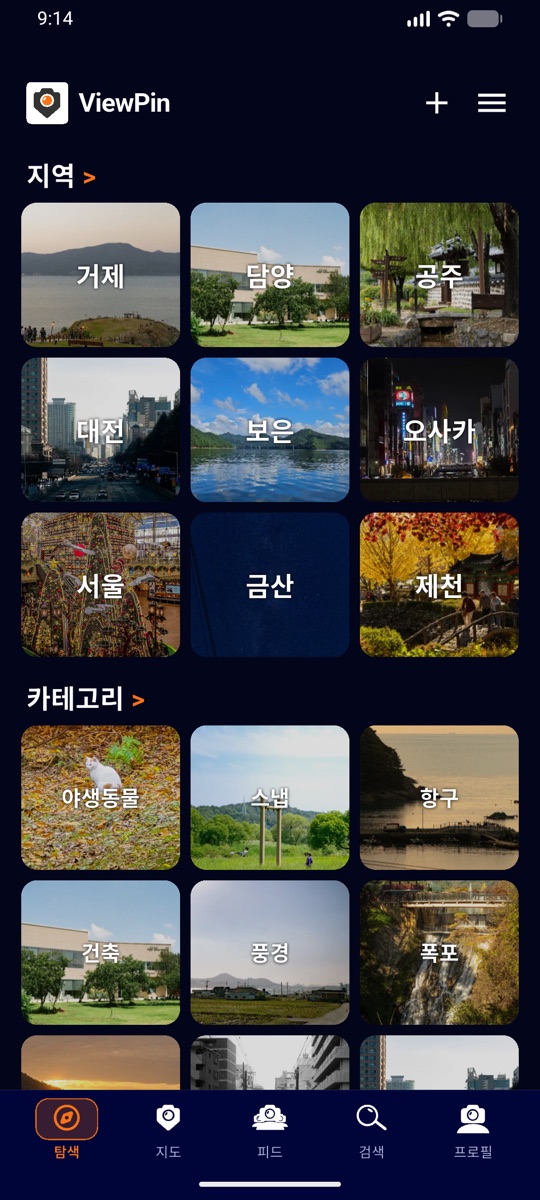 9:14
ViewPin
지역 >
거제
담양
공주
대전
보은
오사카
서울
금산
제천
카테고리 >
야생동물
스냅
항구
건축
풍경
폭포
탐색
지도
피드
검색
프로필